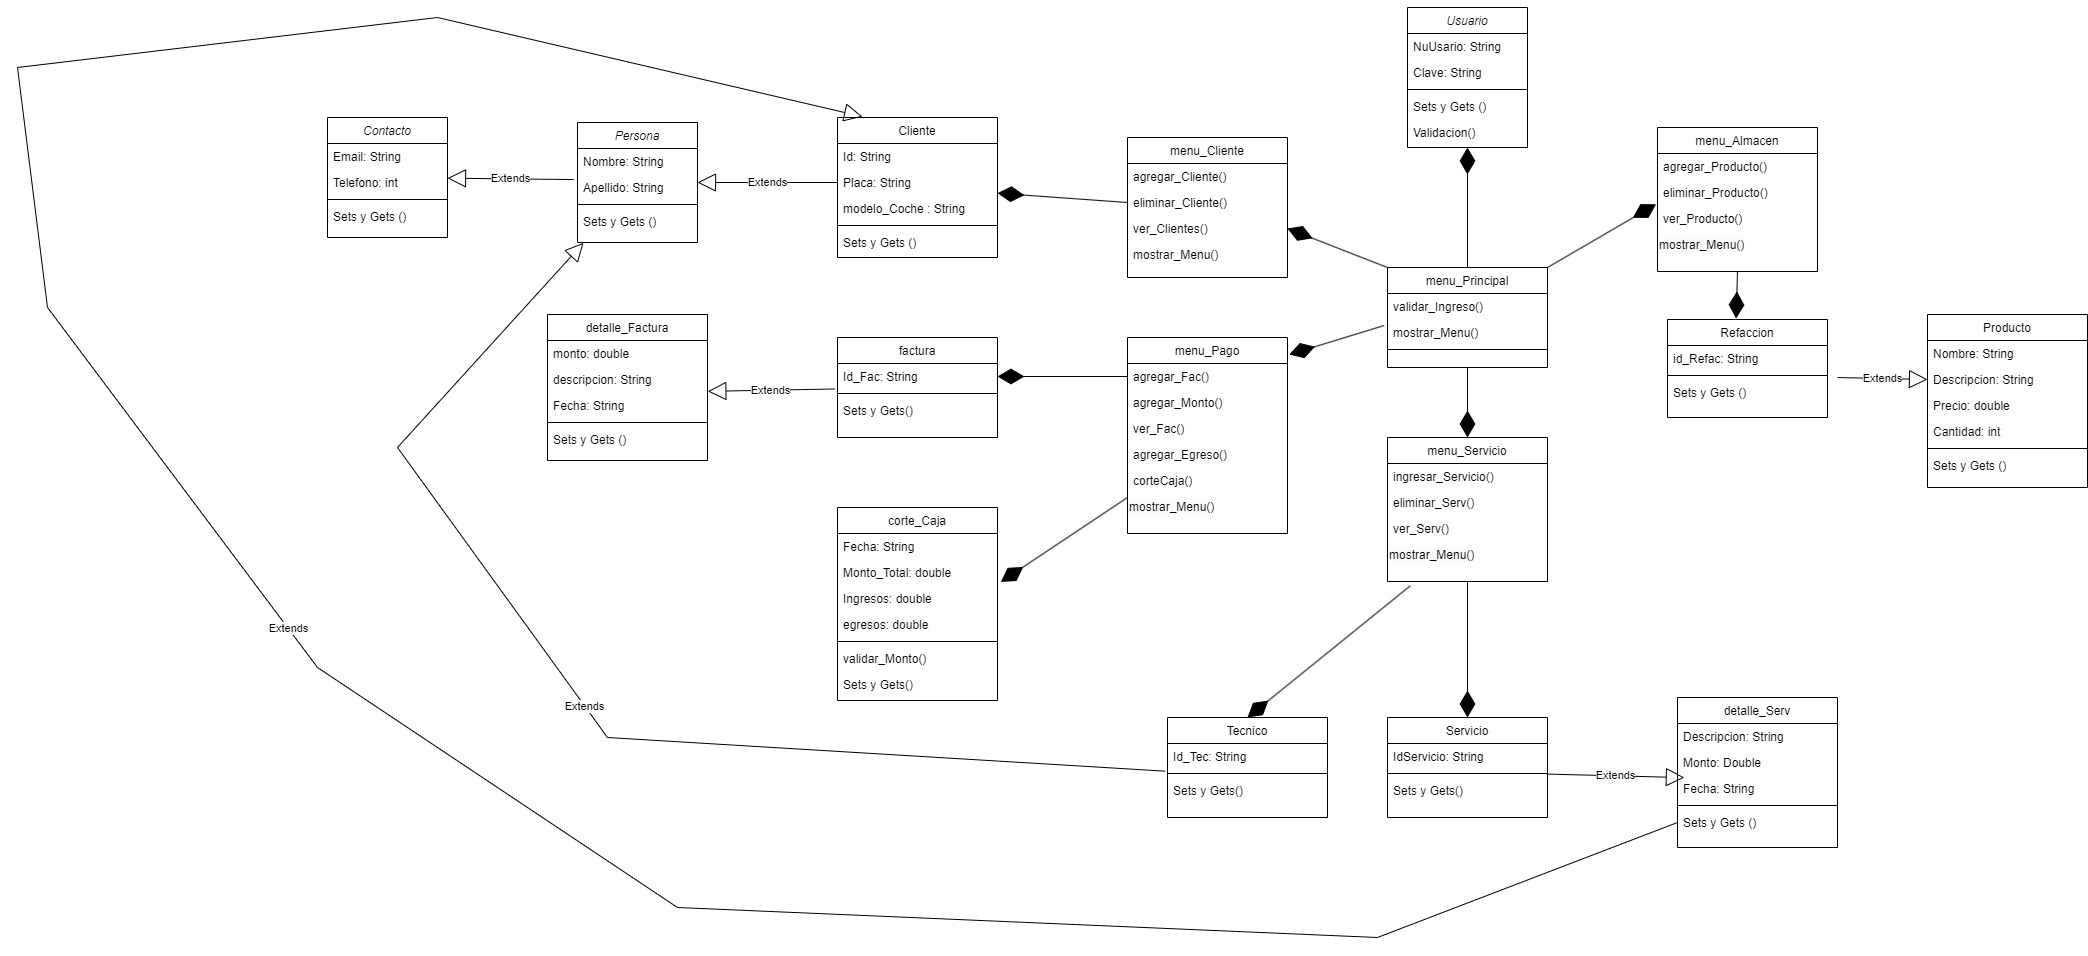 Usuario
NuUsario: String
Clave: String
Sets y Gets ()
Validacion()
Contacto
Email: String
Telefono: int
Sets y Gets ()
Extends
Persona
Nombre: String
Apellido: String
Sets y Gets ()
Extends
Cliente
Id: String
Placa: String
modelo_Coche : String
Sets y Gets ()
menu_Cliente
agregar_Cliente()
eliminar_Cliente()
ver_Clientes()
mostrar_Menu()
menu_Almacen
agregar_Producto()
eliminar_Producto()
ver_Producto()
mostrar_Menu()
menu_Principal
validar_Ingreso()
mostrar_Menu()
detalle_Factura
monto: double
descripcion: String
Fecha: String
Sets y Gets ()
Extends
factura
Id_Fac: String
Sets y Gets()
menu_Pago
agregar_Fac()
agregar_Monto()
ver_Fac()
agregar_Egreso()
corteCaja()
mostrar_Menu()
Refaccion
id_Refac: String
Sets y Gets ()
Extends
Producto
Nombre: String
Descripcion: String
Precio: double
Cantidad: int
Sets y Gets ()
menu_Servicio
ingresar_Servicio()
eliminar_Serv()
ver_Serv()
mostrar_Menu()
corte_Caja
Fecha: String
Monto_Total: double
Ingresos: double
egresos: double
validar_Monto()
Sets y Gets()
Extends
Extends
Tecnico
Id_Tec: String
Sets y Gets()
Servicio
IdServicio: String
Sets y Gets()
Extends
detalle_Serv
Descripcion: String
Monto: Double
Fecha: String
Sets y Gets ()